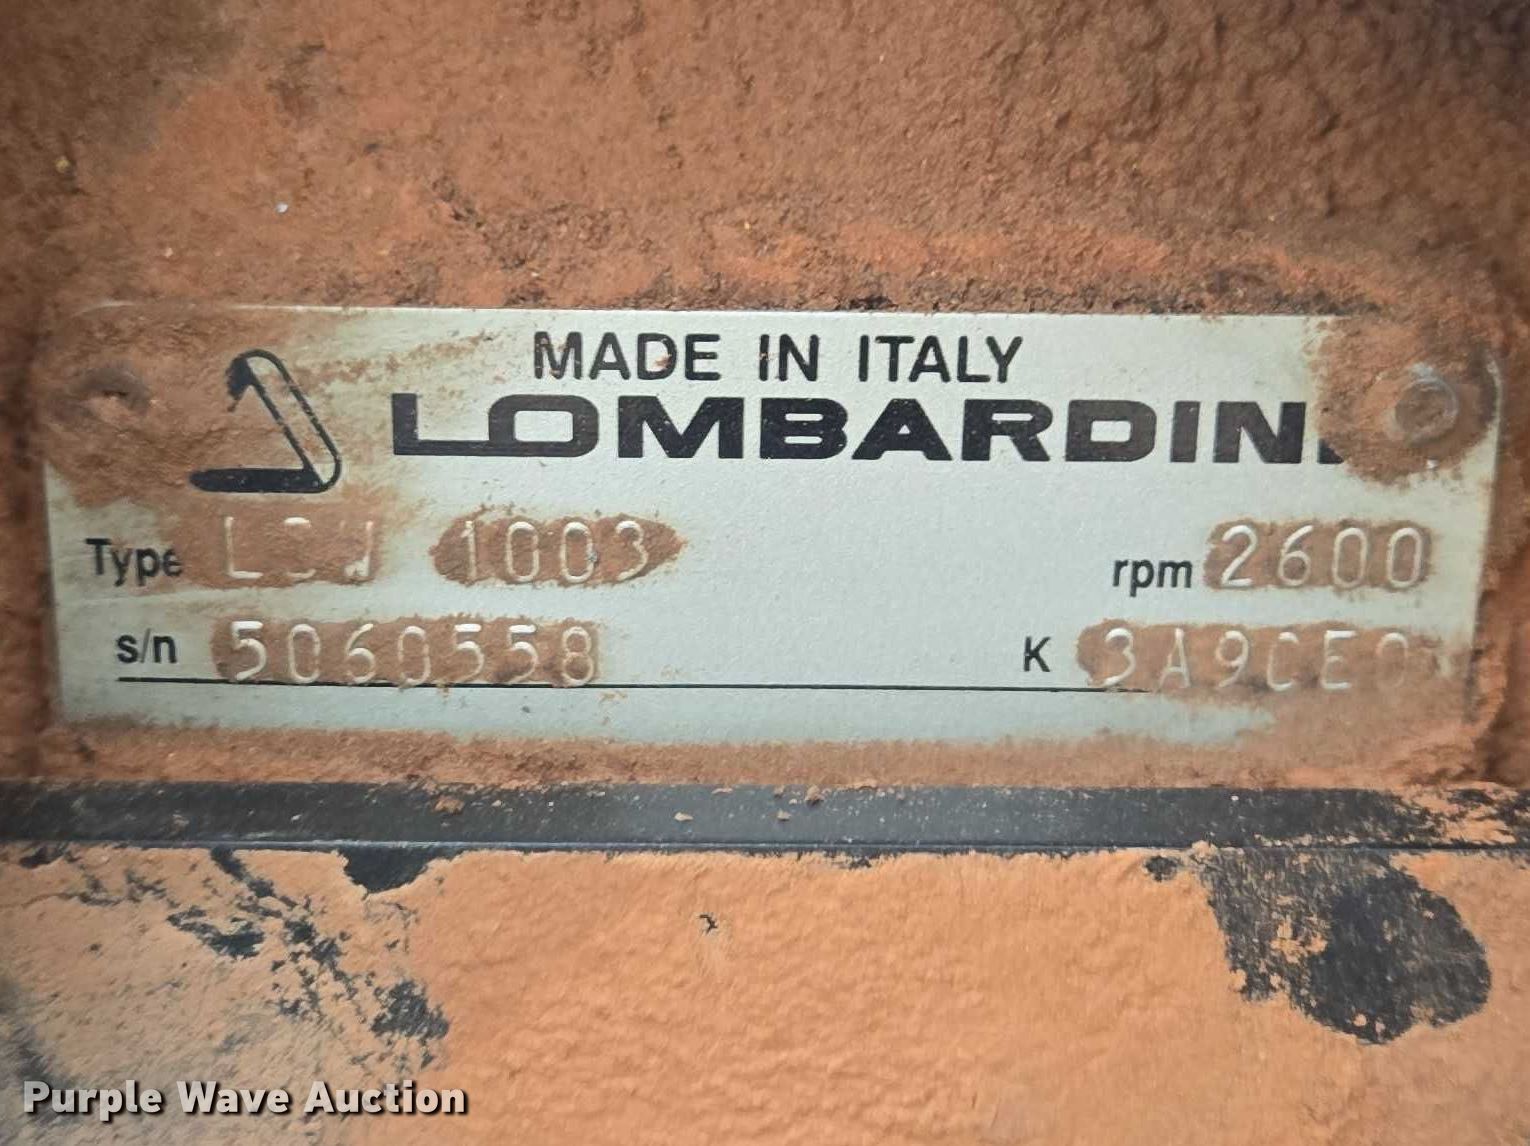 MADE IN ITALY
LOMBARDINI
Type LDW 1003 rpm 2600
s/n 5060558 K 3A9CE0
Purple Wave Auction